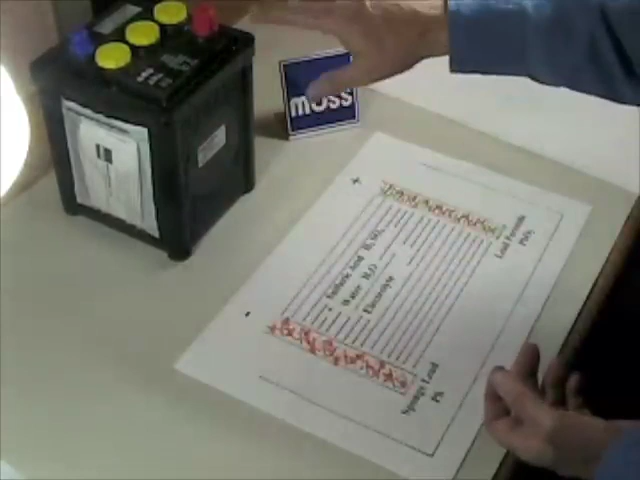 moss
+
Lead Peroxide
PbO₂
Sulfuric Acid H₂SO₄
+ Water H₂O
Electrolyte
-
Sponge Lead
Pb